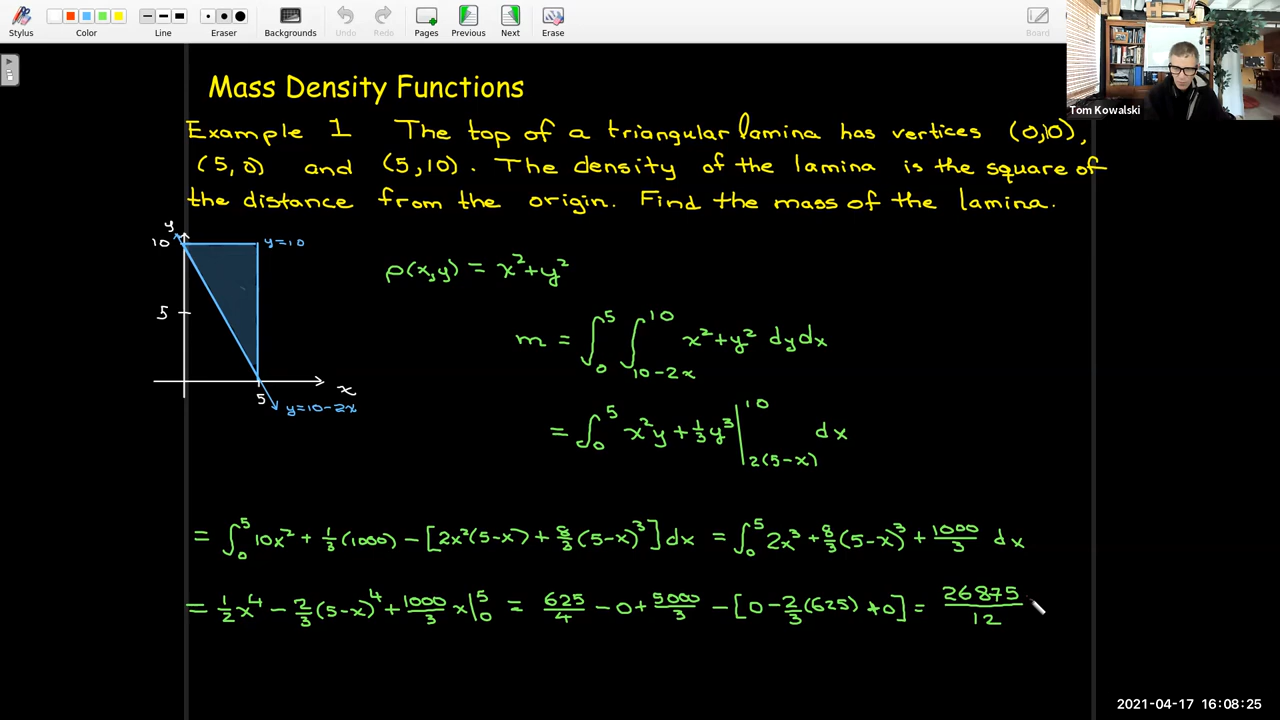 Stylus Color Line Eraser Backgrounds Undo Redo Pages Previous Next Erase Board
Tom Kowalski
Mass Density Functions
Example 1 The top of a triangular lamina has vertices (0,10),
(5,0) and (5,10). The density of the lamina is the square of
the distance from the origin. Find the mass of the lamina.
y
10
y=10
5
x
5
y=10-2x
ρ(x,y) = x²+y²
m = ∫₀⁵ ∫_{10-2x}^{10} x²+y² dydx
= ∫₀⁵ x²y + ⅓y³ |_{2(5-x)}^{10} dx
= ∫₀⁵ 10x² + ⅓(1000) - [2x²(5-x) + 8/3(5-x)³] dx = ∫₀⁵ 2x³ + 8/3(5-x)³ + 1000/3 dx
= ½x⁴ - 2/3(5-x)⁴ + 1000/3 x |₀⁵ = 625/4 - 0 + 5000/3 - [0 - 2/3(625) + 0] = 26875/12
2021-04-17 16:08:25